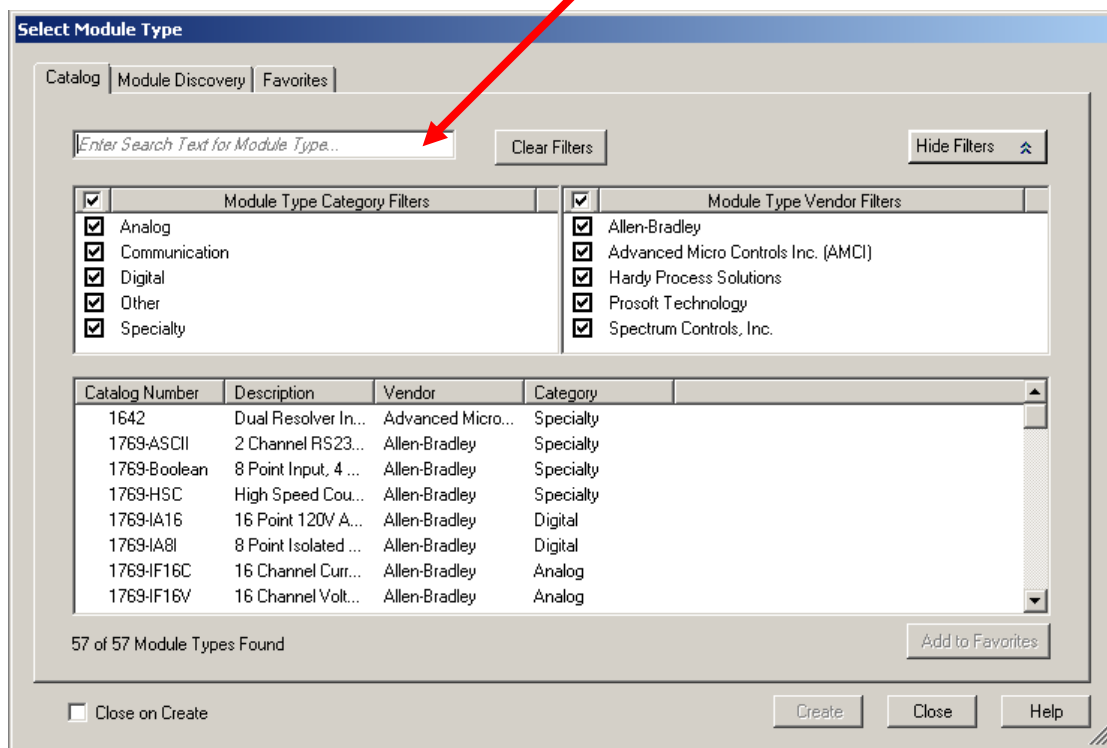 Select Module Type
Catalog Module Discovery Favorites
Enter Search Text for Module Type... Clear Filters Hide Filters
Module Type Category Filters Module Type Vendor Filters
Analog Allen-Bradley
Communication Advanced Micro Controls Inc. (AMCI)
Digital Hardy Process Solutions
Other Prosoft Technology
Specialty Spectrum Controls, Inc.
Catalog Number Description Vendor Category
1642 Dual Resolver In... Advanced Micro... Specialty
1769-ASCII 2 Channel RS23... Allen-Bradley Specialty
1769-Boolean 8 Point Input, 4 ... Allen-Bradley Specialty
1769-HSC High Speed Cou... Allen-Bradley Specialty
1769-IA16 16 Point 120V A... Allen-Bradley Digital
1769-IA8I 8 Point Isolated ... Allen-Bradley Digital
1769-IF16C 16 Channel Curr... Allen-Bradley Analog
1769-IF16V 16 Channel Volt... Allen-Bradley Analog
57 of 57 Module Types Found Add to Favorites
Close on Create Create Close Help